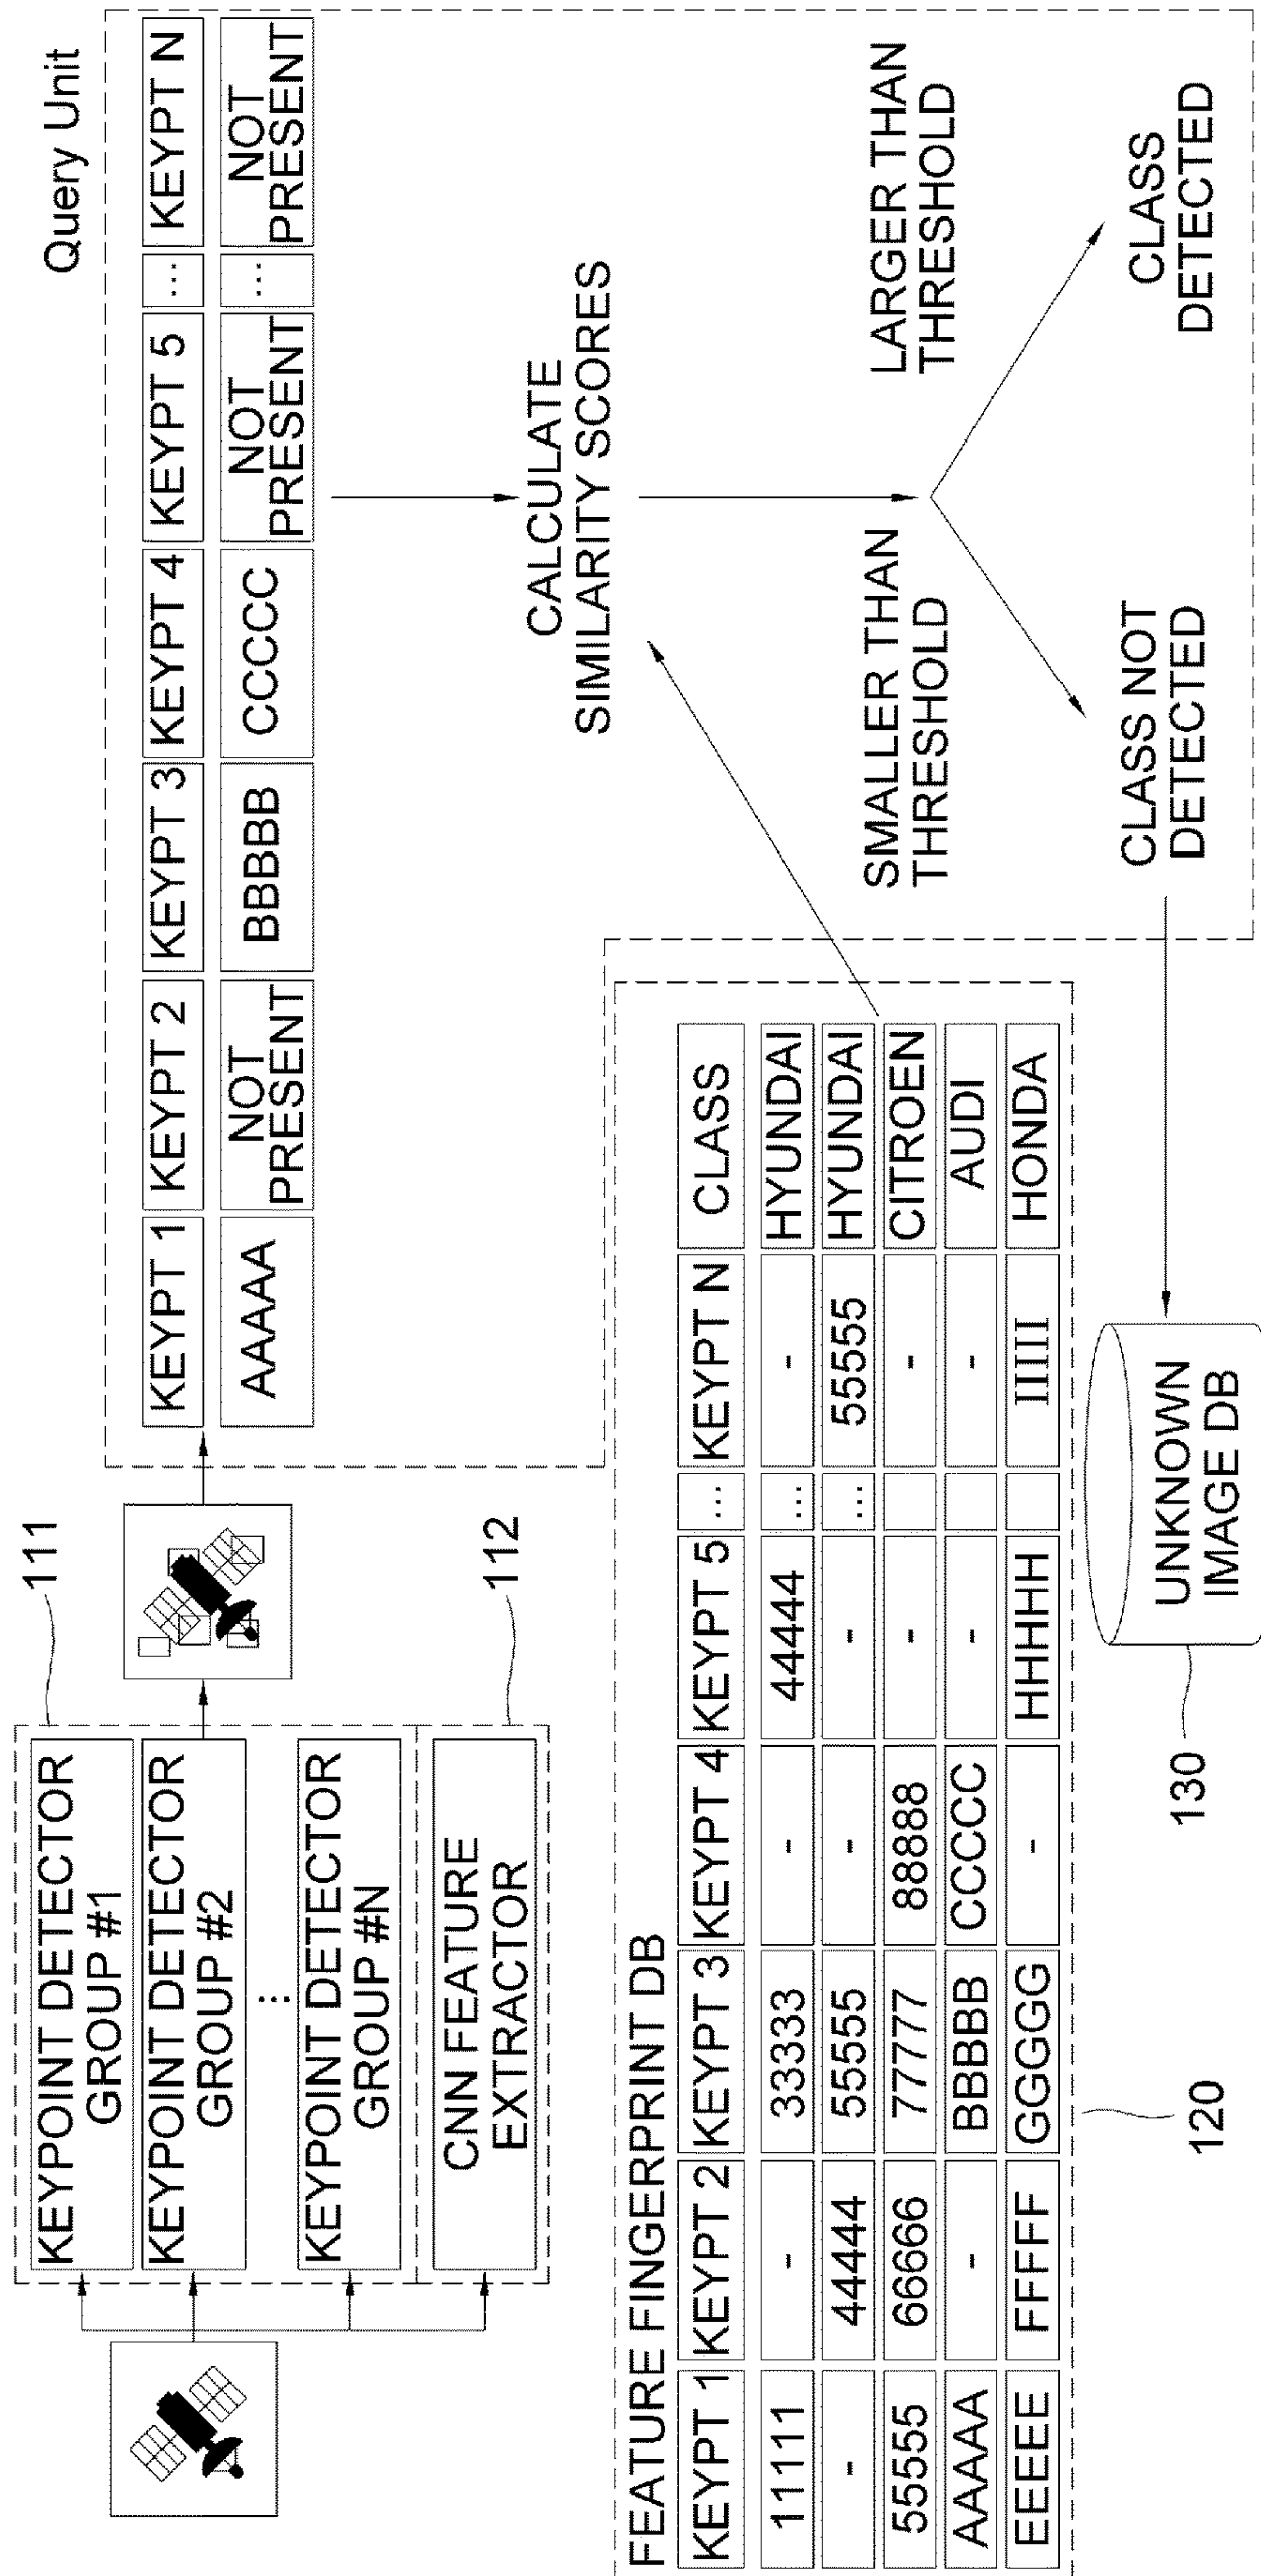 111
KEYPOINT DETECTOR
GROUP #1
KEYPOINT DETECTOR
GROUP #2
...
KEYPOINT DETECTOR
GROUP #N
CNN FEATURE
EXTRACTOR
112
Query Unit
KEYPT 1 KEYPT 2 KEYPT 3 KEYPT 4 KEYPT 5 ... KEYPT N
AAAAA NOT PRESENT BBBBB CCCCC NOT PRESENT ... NOT PRESENT
CALCULATE
SIMILARITY SCORES
SMALLER THAN
THRESHOLD
LARGER THAN
THRESHOLD
CLASS NOT
DETECTED
CLASS
DETECTED
FEATURE FINGERPRINT DB
KEYPT 1 KEYPT 2 KEYPT 3 KEYPT 4 KEYPT 5 ... KEYPT N CLASS
11111 - 33333 - 44444 ... - HYUNDAI
- 44444 55555 - - ... 55555 HYUNDAI
55555 66666 77777 88888 - - CITROEN
AAAAA - BBBBB CCCCC - - AUDI
EEEEE FFFFF GGGGG - HHHHH IIIII HONDA
120
130
UNKNOWN
IMAGE DB